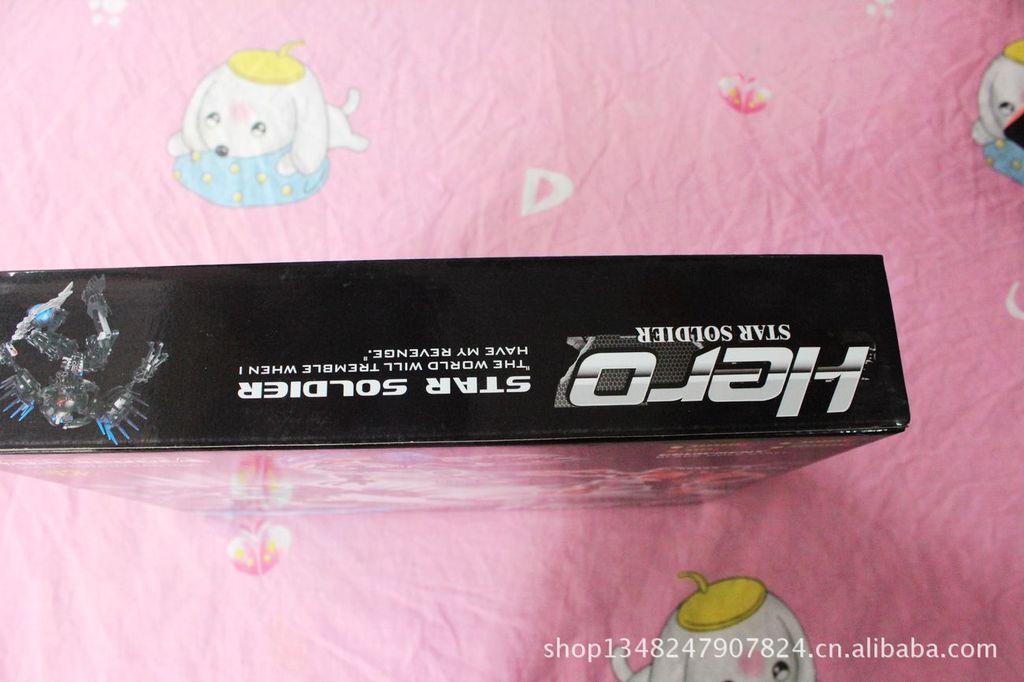 Hero
STAR SOLDIER
STAR SOLDIER
"THE WORLD WILL TREMBLE WHEN I
HAVE MY REVENGE."
D
shop1348247907824.cn.alibaba.com